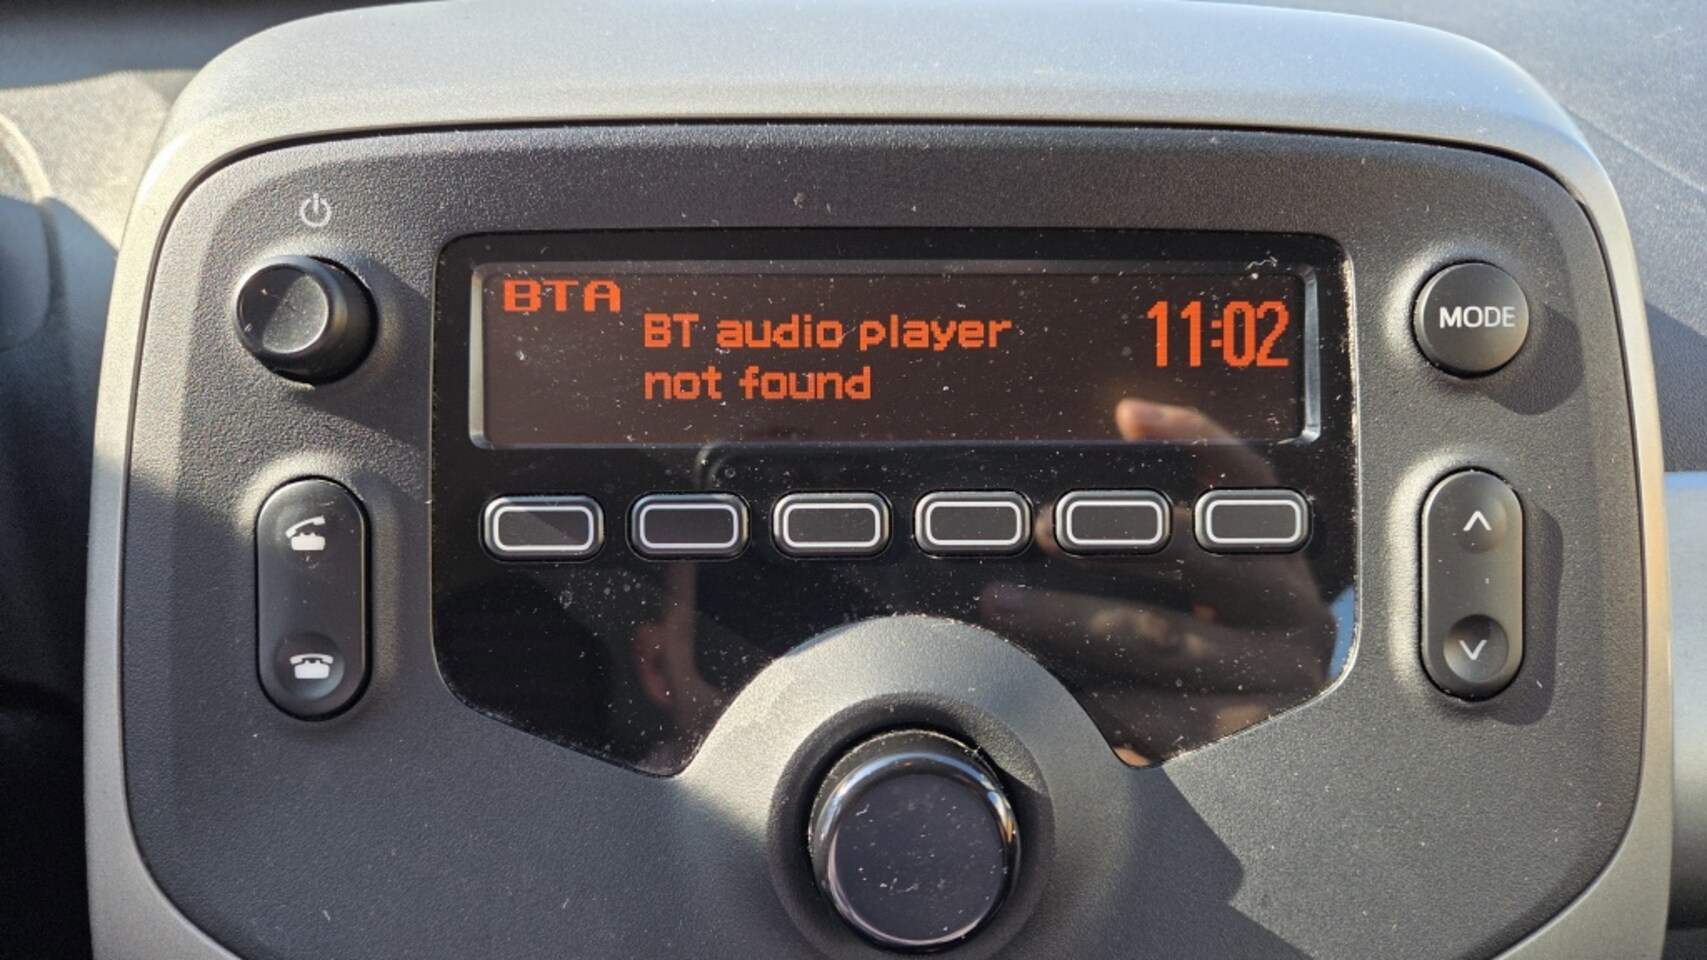 BTA
BT audio player
not found
11:02
MODE